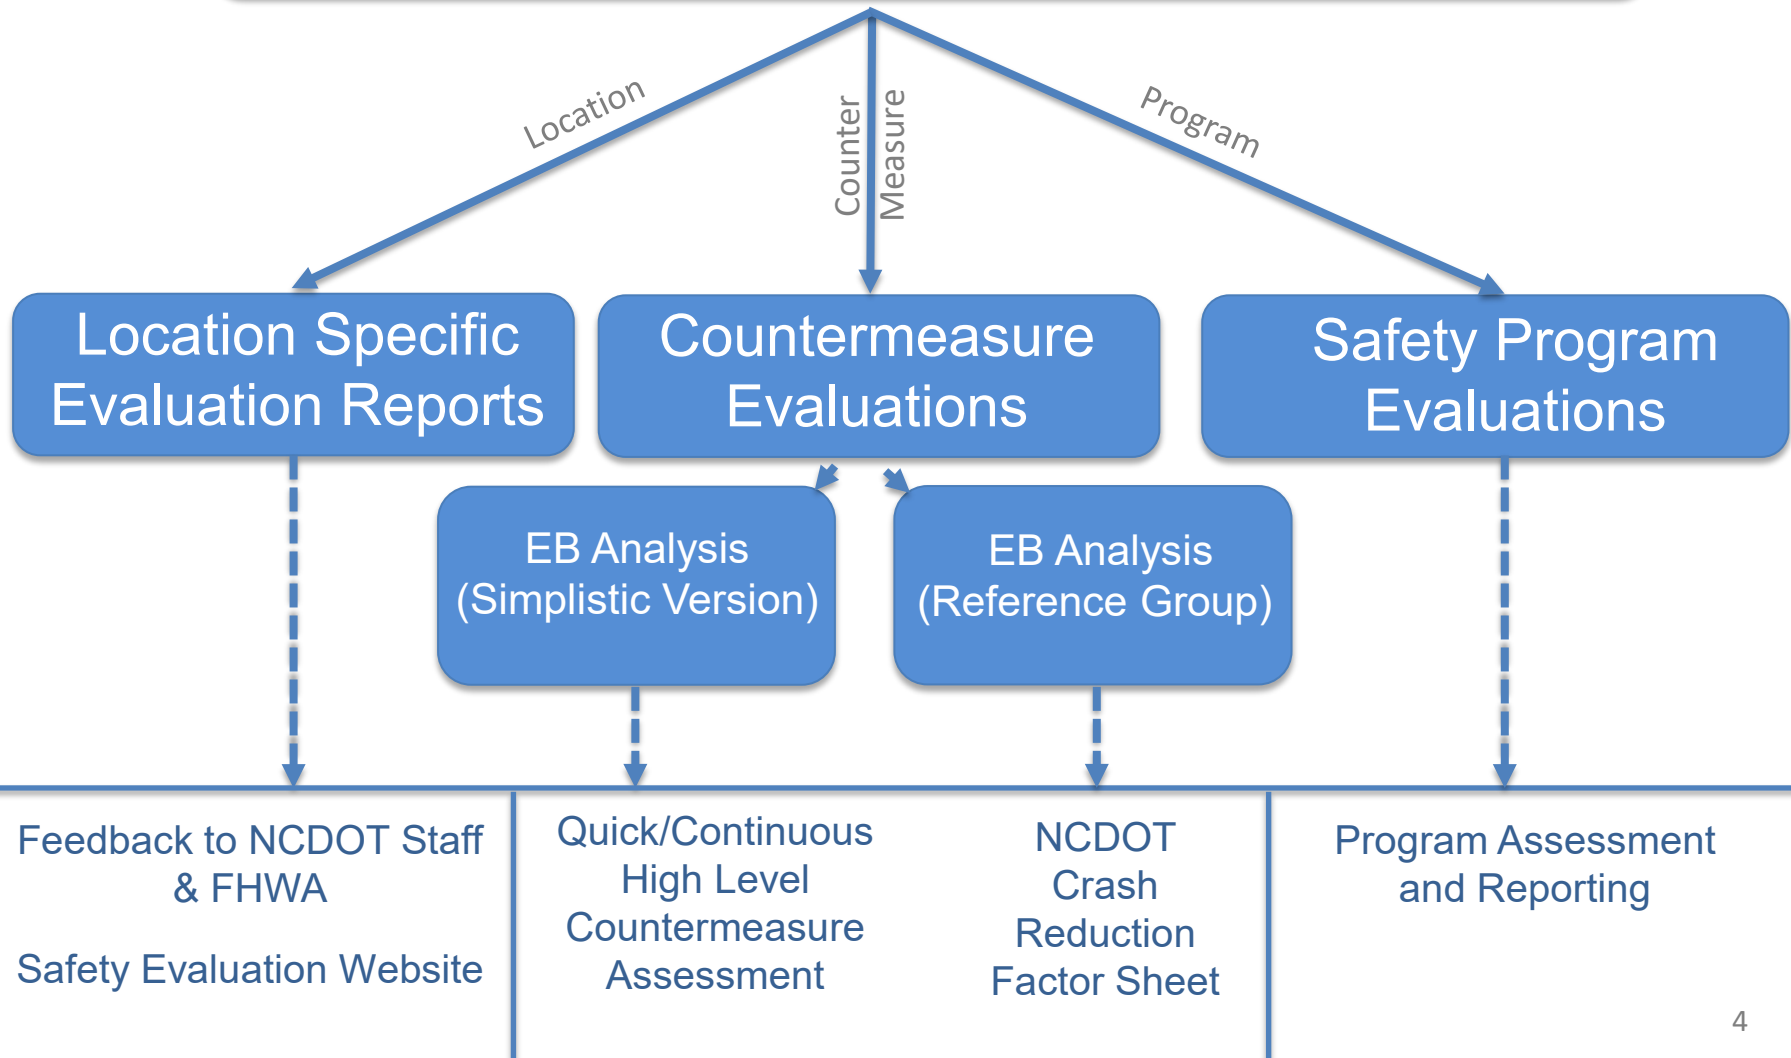 Location
Counter
Measure
Program
Location Specific
Evaluation Reports
Countermeasure
Evaluations
Safety Program
Evaluations
EB Analysis
(Simplistic Version)
EB Analysis
(Reference Group)
Feedback to NCDOT Staff
& FHWA
Safety Evaluation Website
Quick/Continuous
High Level
Countermeasure
Assessment
NCDOT
Crash
Reduction
Factor Sheet
Program Assessment
and Reporting
4